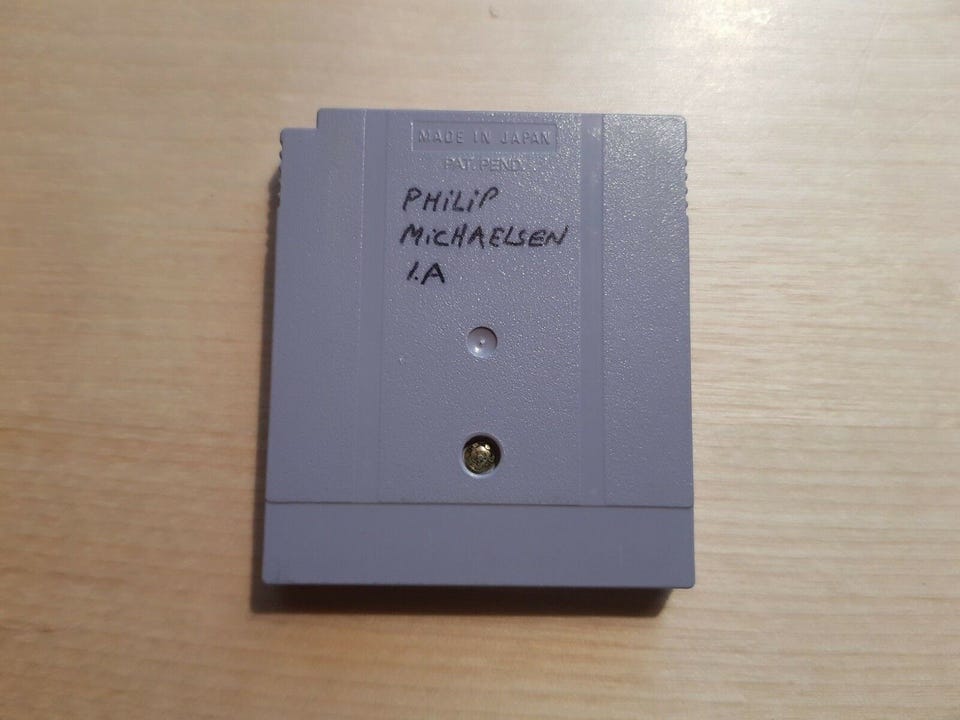 MADE IN JAPAN
PAT. PEND.
PHiLiP
MiCHAELSEN
1.A